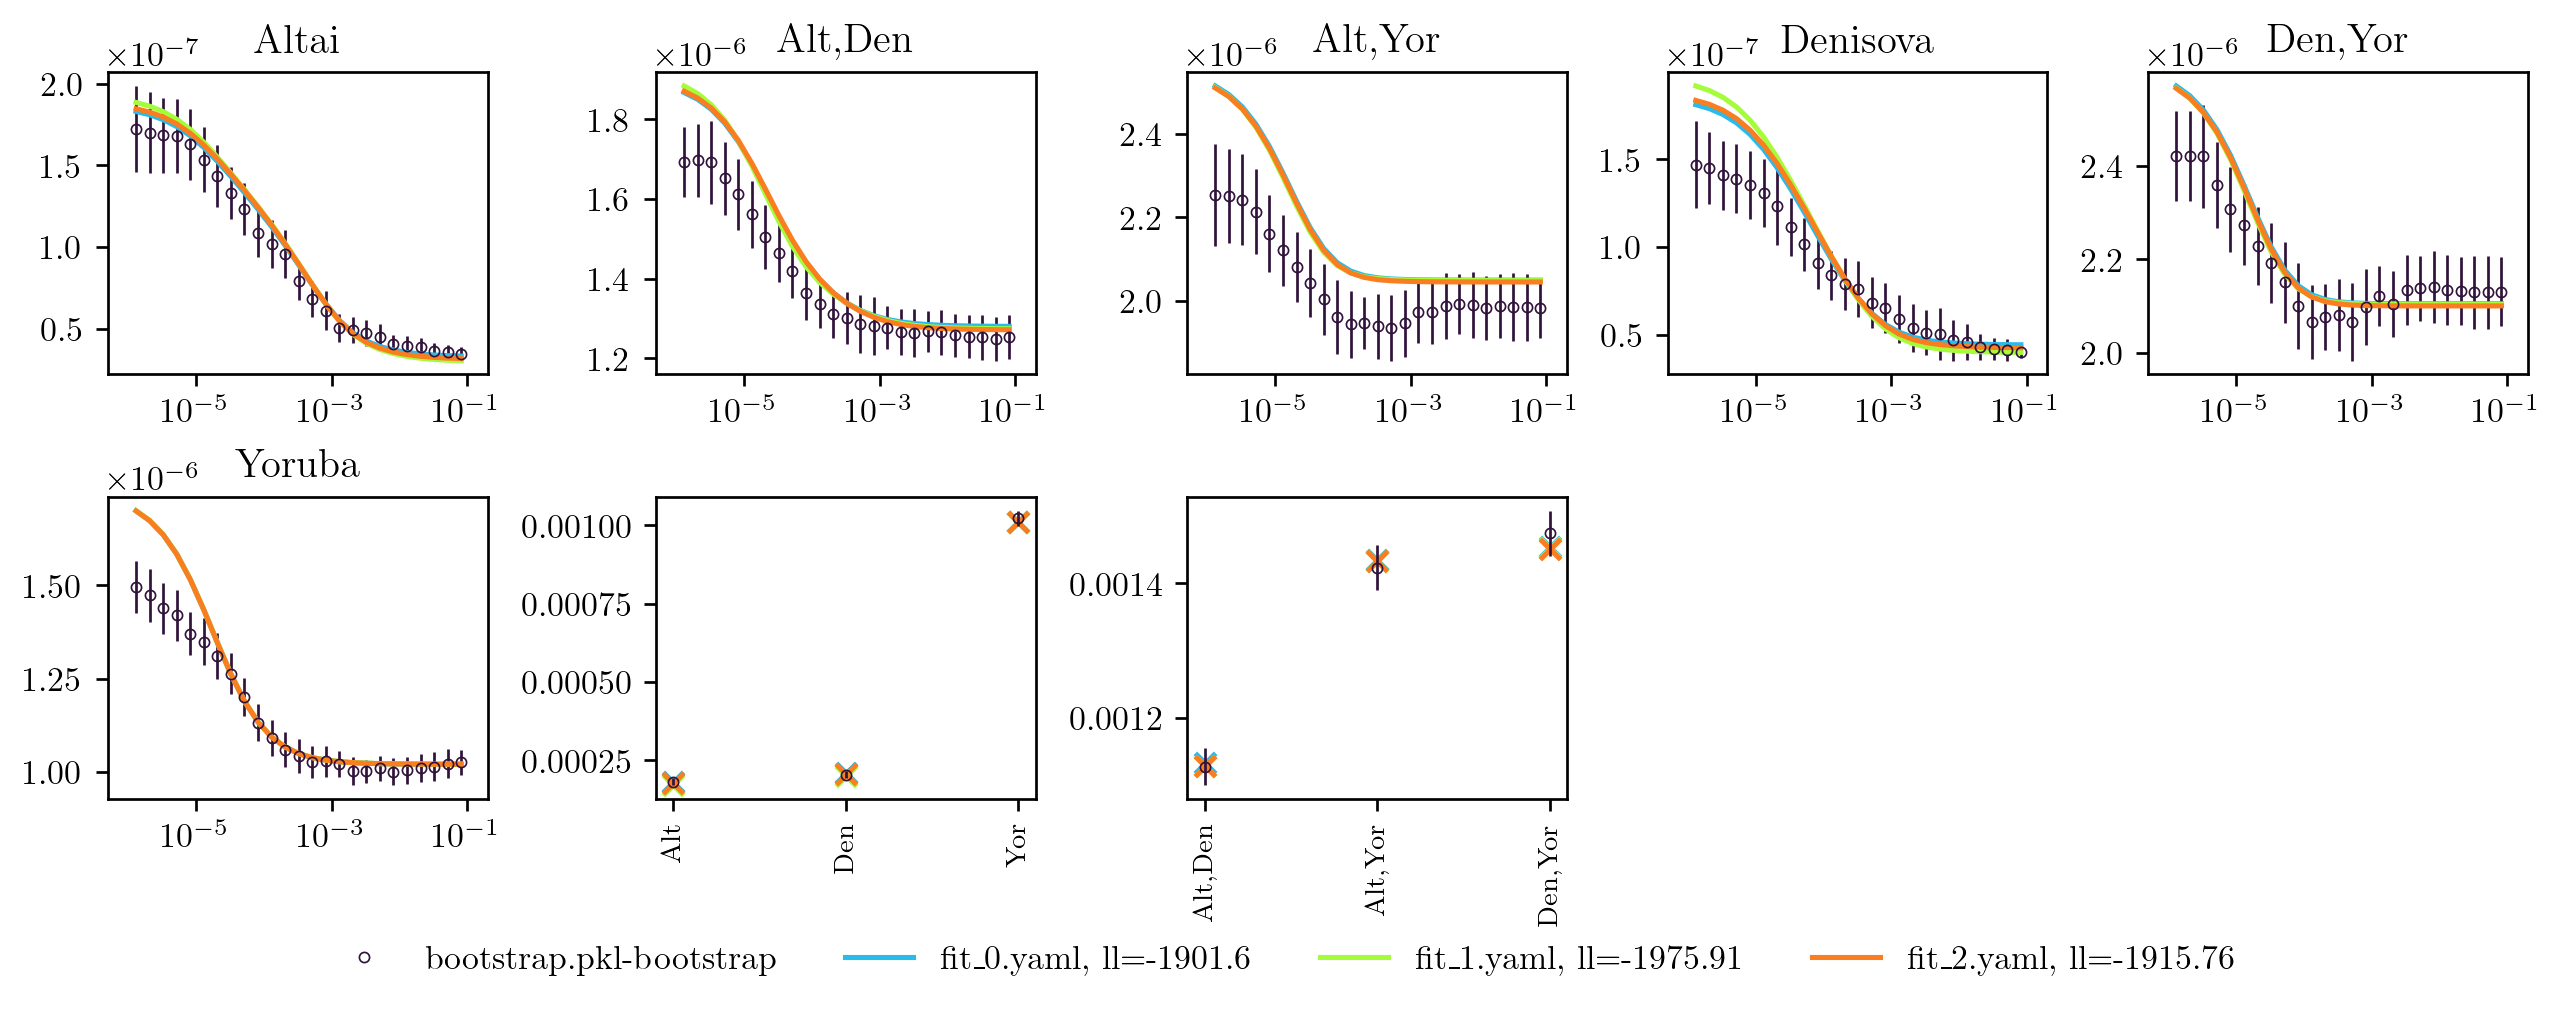 Altai
Alt,Den
Alt,Yor
Denisova
Den,Yor
×10⁻⁷
×10⁻⁶
×10⁻⁶
×10⁻⁷
×10⁻⁶
2.0
1.5
1.0
0.5
10⁻⁵ 10⁻³ 10⁻¹
1.8
1.6
1.4
1.2
10⁻⁵ 10⁻³ 10⁻¹
2.4
2.2
2.0
10⁻⁵ 10⁻³ 10⁻¹
1.5
1.0
0.5
10⁻⁵ 10⁻³ 10⁻¹
2.4
2.2
2.0
10⁻⁵ 10⁻³ 10⁻¹
Yoruba
×10⁻⁶
1.50
1.25
1.00
10⁻⁵ 10⁻³ 10⁻¹
0.00100
0.00075
0.00050
0.00025
Alt
Den
Yor
0.0014
0.0012
Alt,Den
Alt,Yor
Den,Yor
bootstrap.pkl-bootstrap
fit_0.yaml, ll=-1901.6
fit_1.yaml, ll=-1975.91
fit_2.yaml, ll=-1915.76